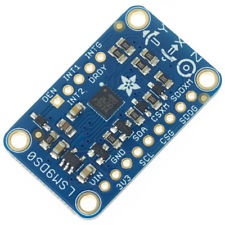 DEN
INT1
INTG
INT2
DRDY
X
Z
LSM9DS0
VIN
3V3
GND
SCL
SDA
CSG
CSXM
SDOG
SDOXM